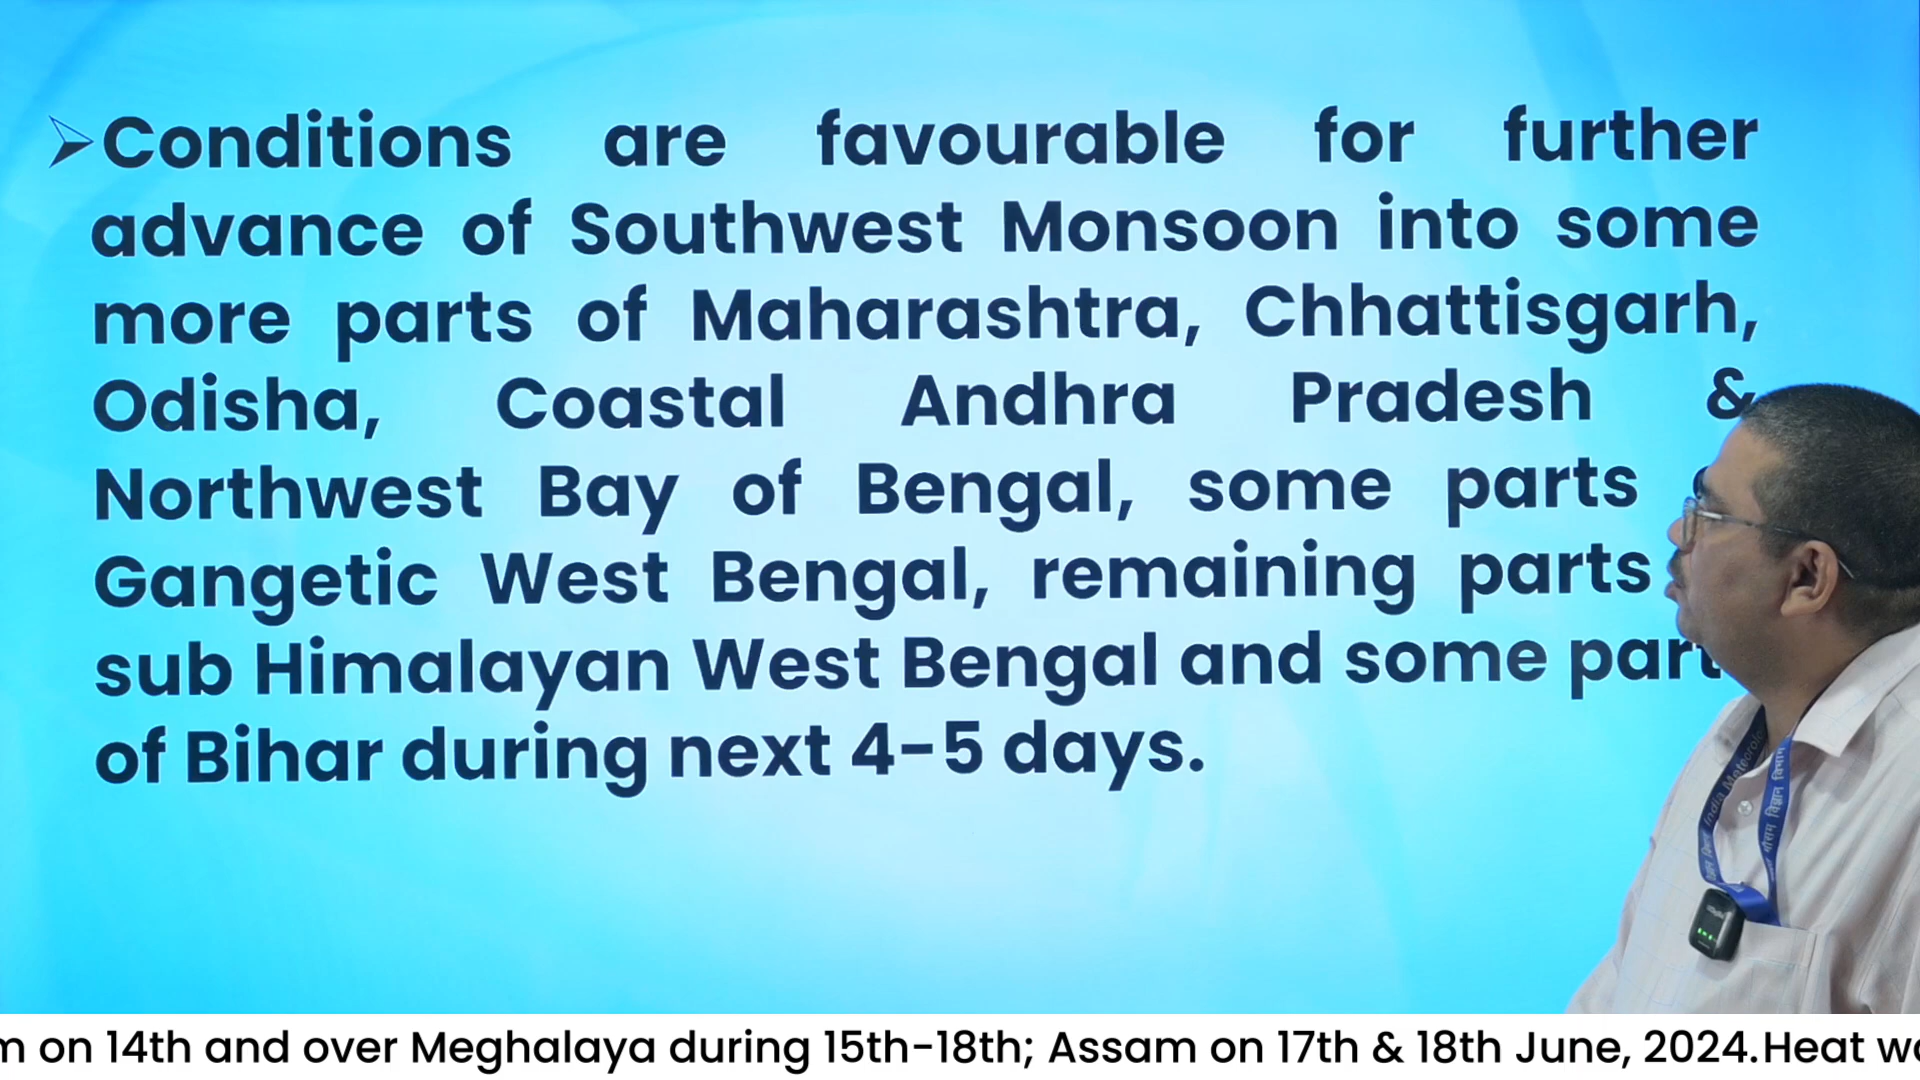 Conditions are favourable for further
advance of Southwest Monsoon into some
more parts of Maharashtra, Chhattisgarh,
Odisha, Coastal Andhra Pradesh &
Northwest Bay of Bengal, some parts
Gangetic West Bengal, remaining parts
sub Himalayan West Bengal and some part
of Bihar during next 4-5 days.
India
मौसम विज्ञान विभाग
on 14th and over Meghalaya during 15th-18th; Assam on 17th & 18th June, 2024.Heat